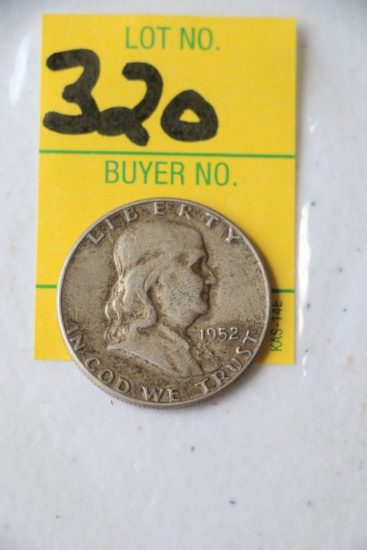 LOT NO.
320
BUYER NO.
LIBERTY
1952
IN GOD WE TRUST
KAS-14E